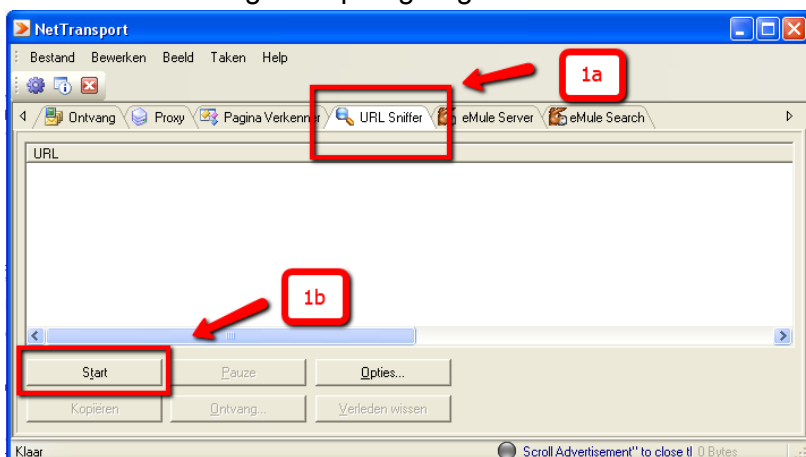 NetTransport
Bestand Bewerken Beeld Taken Help
1a
Ontvang Proxy Pagina Verkenner URL Sniffer eMule Server eMule Search
URL
1b
Start Pauze Opties...
Kopiëren Ontvang... Verleden wissen
Klaar Scroll Advertisement" to close 0 Bytes